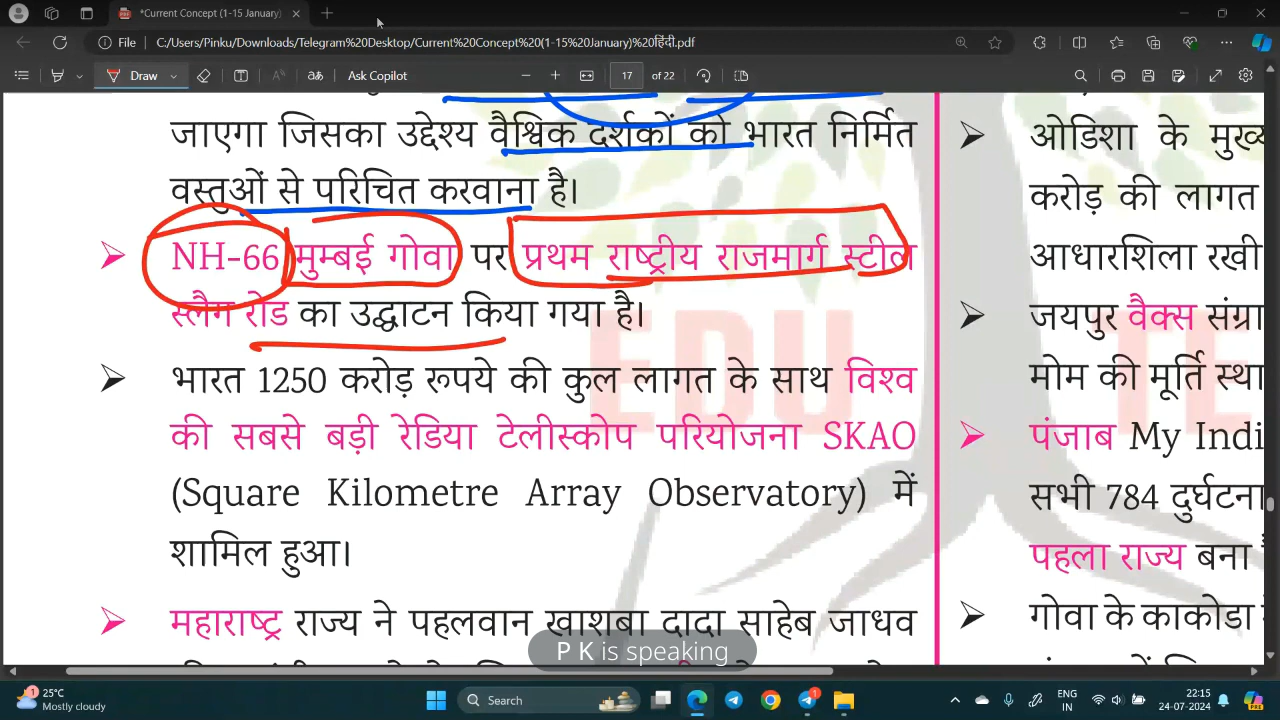 *Current Concept (1-15 January)
File
C:/Users/Pinku/Downloads/Telegram%20Desktop/Current%20Concept%20(1-15%20January)%20हिंदी.pdf
Draw
Ask Copilot
17 of 22
जाएगा जिसका उद्देश्य वैश्विक दर्शकों को भारत निर्मित
वस्तुओं से परिचित करवाना है।
NH-66 मुम्बई गोवा पर प्रथम राष्ट्रीय राजमार्ग स्टील
स्लैग रोड का उद्घाटन किया गया है।
भारत 1250 करोड़ रूपये की कुल लागत के साथ विश्व
की सबसे बड़ी रेडिया टेलीस्कोप परियोजना SKAO
(Square Kilometre Array Observatory) में
शामिल हुआ।
महाराष्ट्र राज्य ने पहलवान खाशबा दादा साहेब जाधव
ओडिशा के
करोड़ की लागत
आधारशिला रखी
जयपुर वैक्स
मोम की मूर्ति
पंजाब My
सभी 784
पहला राज्य बना
गोवा के काकोडा
EDU
TE
P K is speaking
25°C
Mostly cloudy
Search
ENG
IN
22:15
24-07-2024